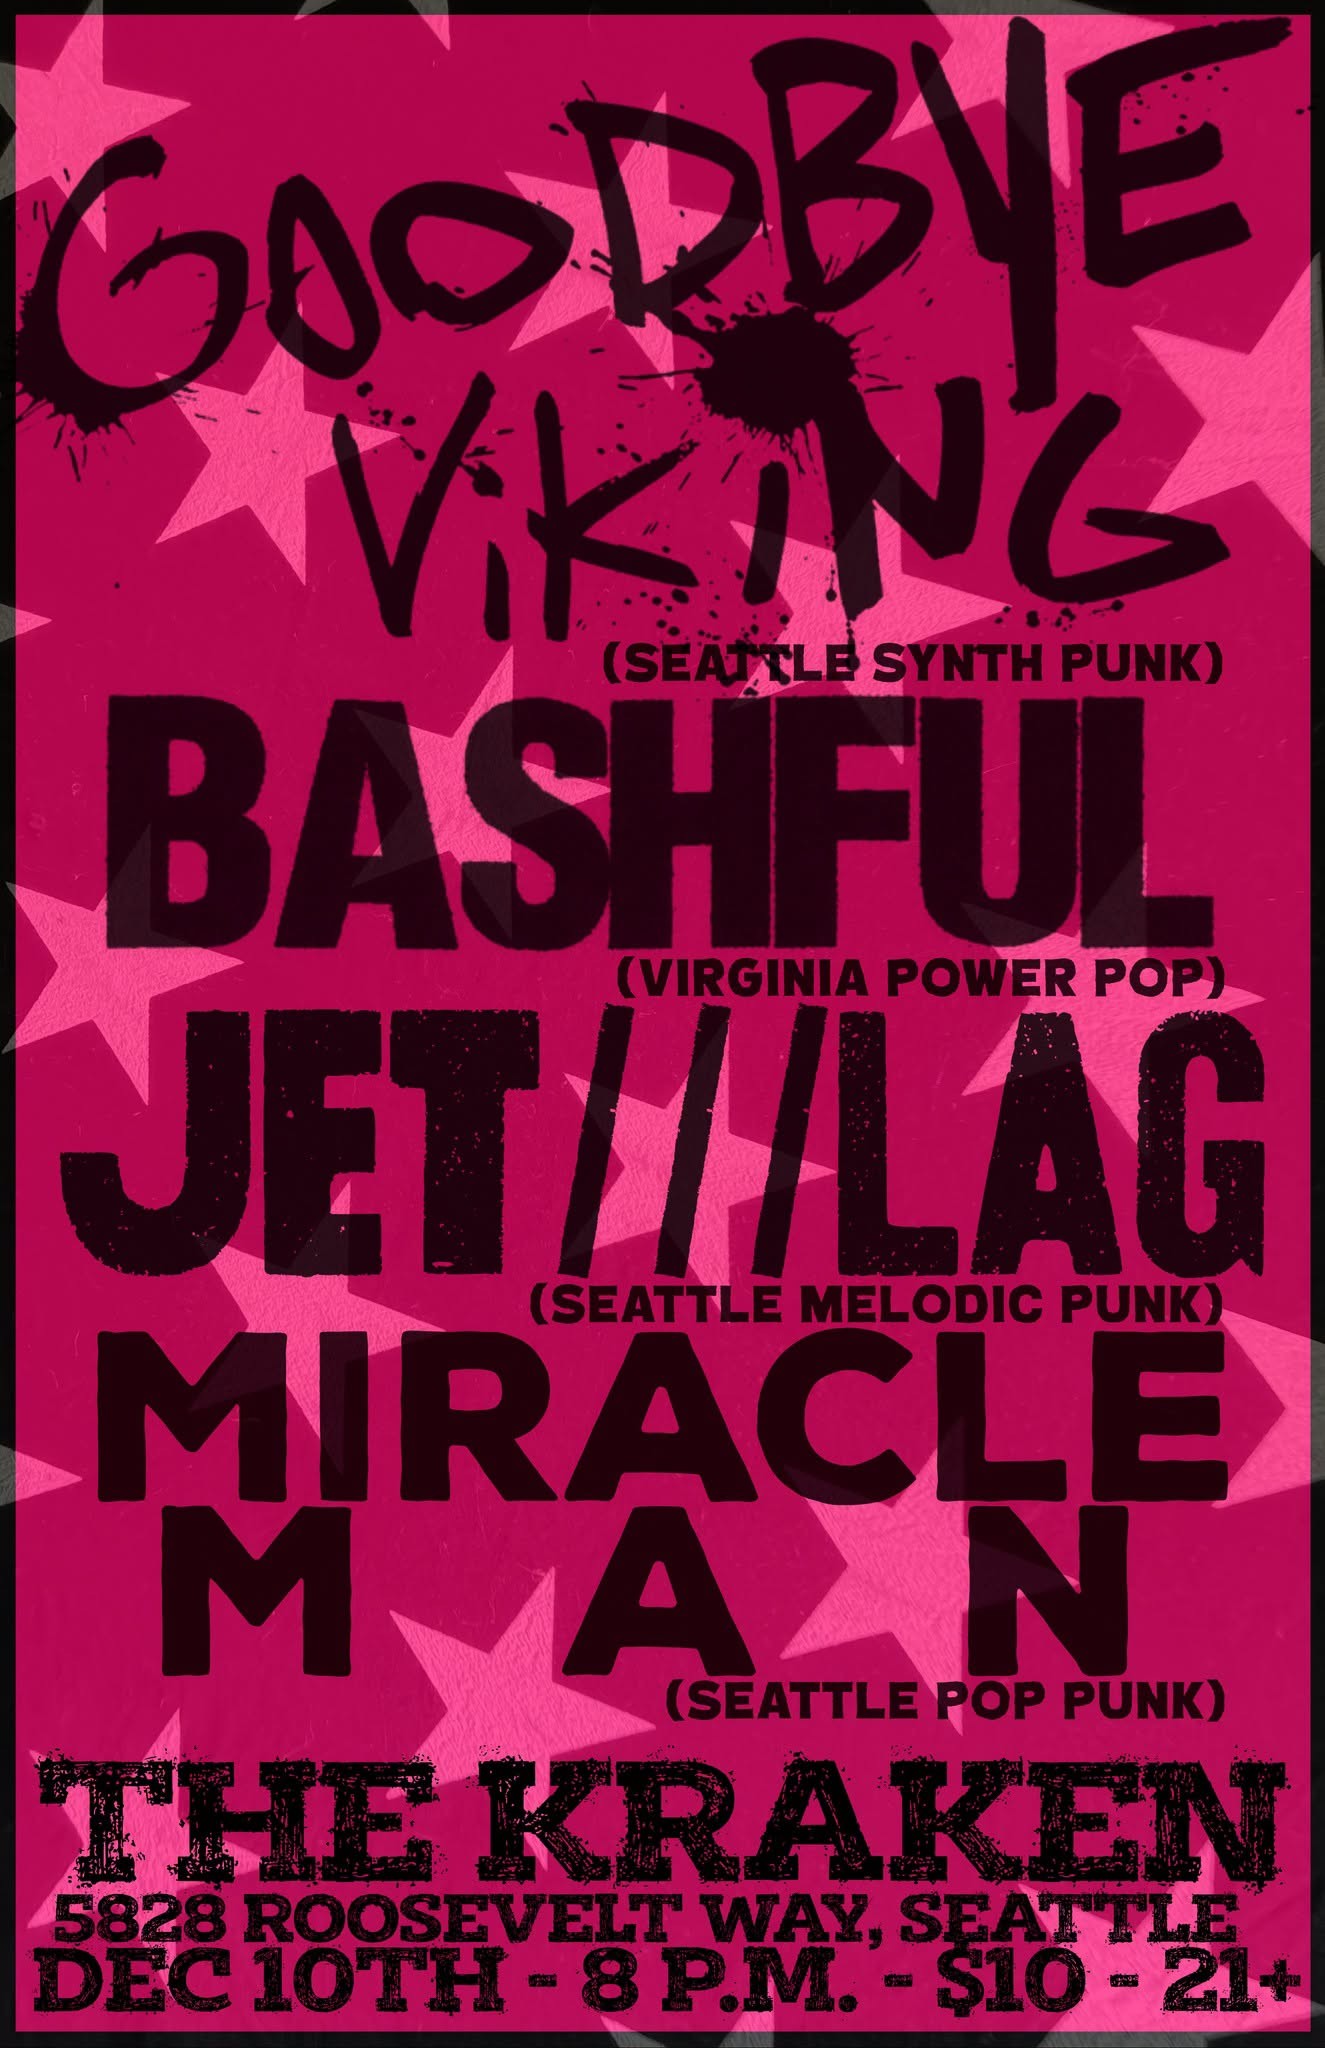 GOODBYE
ViKiNG
(SEATTLE SYNTH PUNK)
BASHFUL
(VIRGINIA POWER POP)
JET///LAG
(SEATTLE MELODIC PUNK)
MIRACLE
MAN
(SEATTLE POP PUNK)
THE KRAKEN
5828 ROOSEVELT WAY, SEATTLE
DEC 10TH - 8 P.M. - $10 - 21+